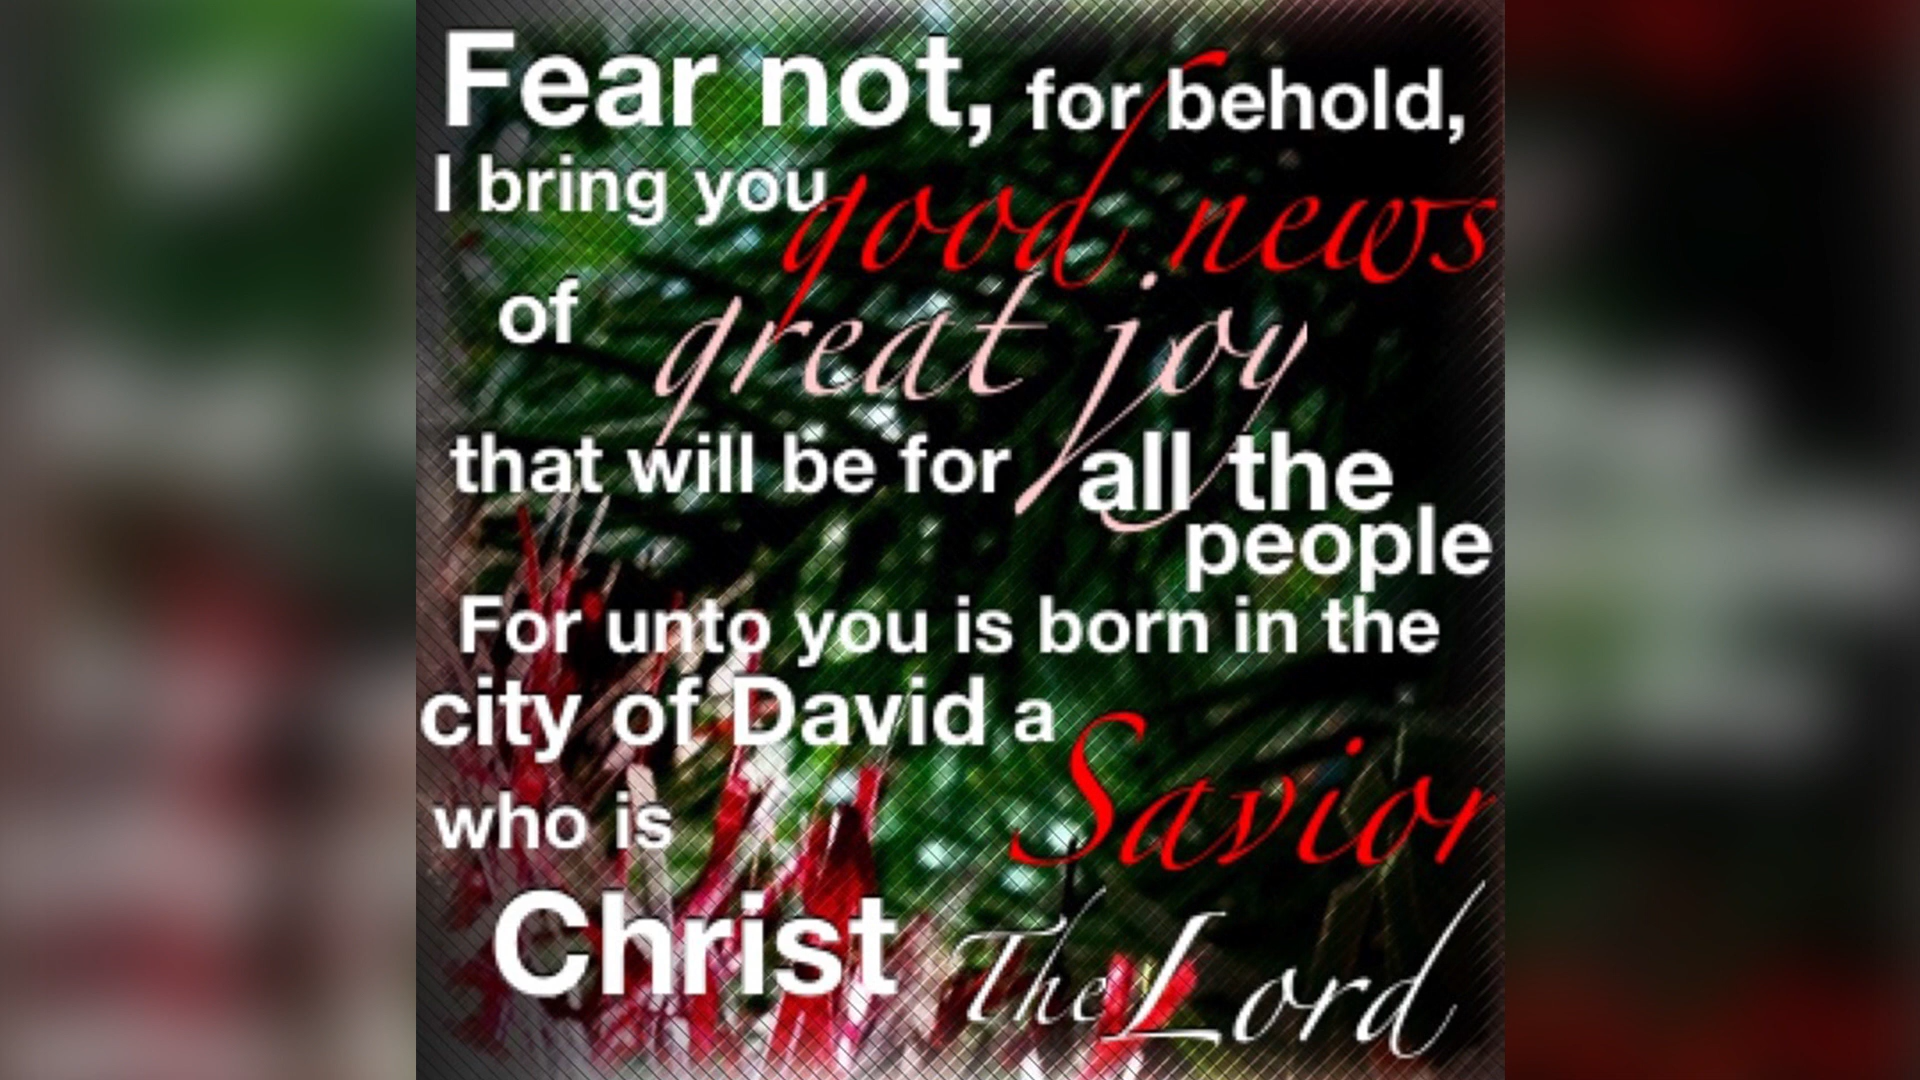 Fear not, for behold,
I bring you good news
of great joy
that will be for all the
people
For unto you is born in the
city of David a
Savior
who is
Christ The Lord